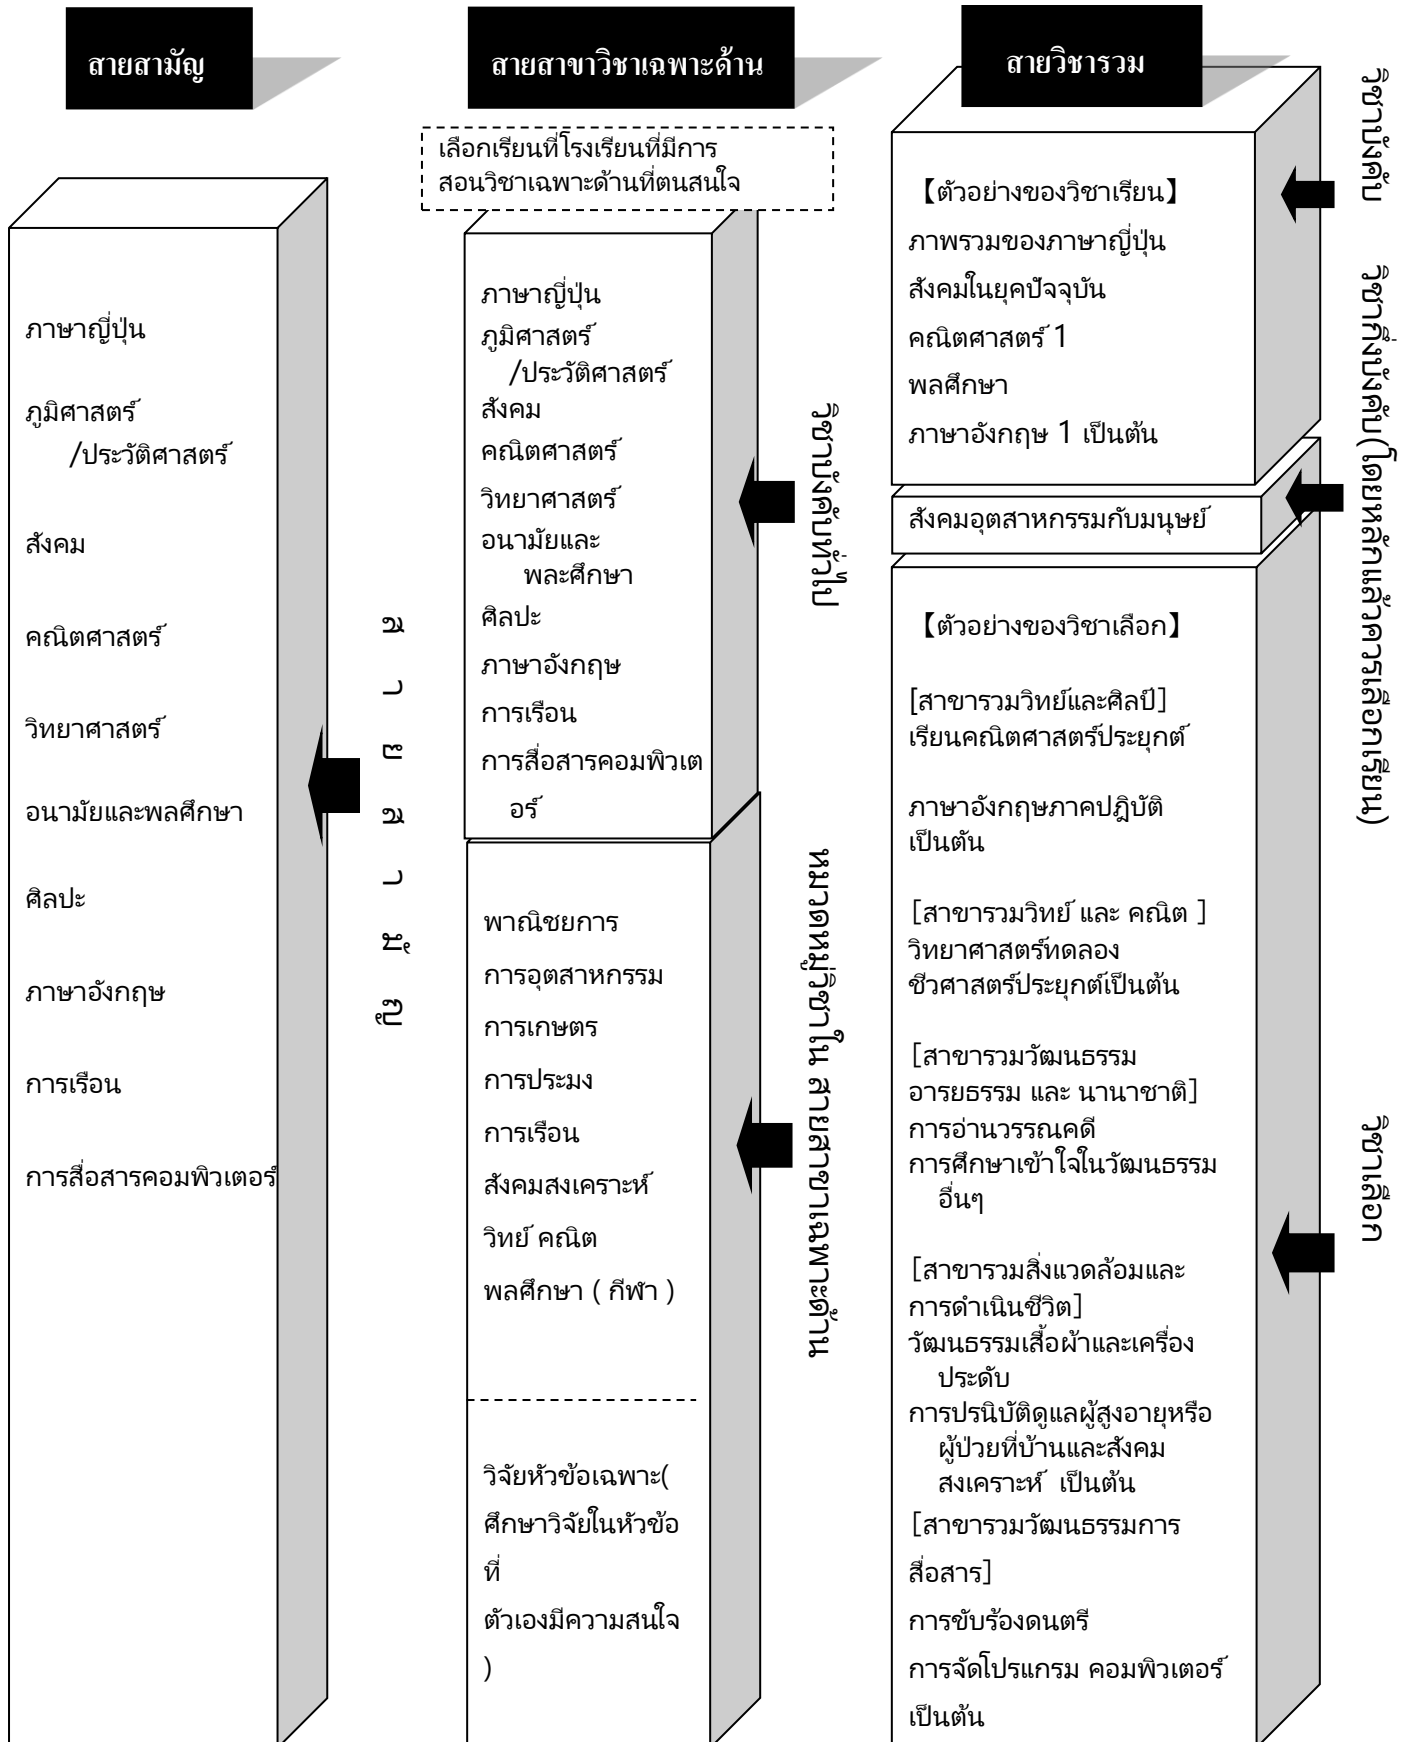 สายสามัญ
ภาษาญี่ปุ่น
ภูมิศาสตร์
/ประวัติศาสตร์
สังคม
คณิตศาสตร์
วิทยาศาสตร์
อนามัยและพลศึกษา
ศิลปะ
ภาษาอังกฤษ
การเรือน
การสื่อสารคอมพิวเตอร์
สายสามัญ
สายสาขาวิชาเฉพาะด้าน
เลือกเรียนที่โรงเรียนที่มีการ
สอนวิชาเฉพาะด้านที่ตนสนใจ
ภาษาญี่ปุ่น
ภูมิศาสตร์
/ประวัติศาสตร์
สังคม
คณิตศาสตร์
วิทยาศาสตร์
อนามัยและ
พละศึกษา
ศิลปะ
ภาษาอังกฤษ
การเรือน
การสื่อสารคอมพิวเต
อร์
วิชาบังคับทั่วไป
พาณิชยการ
การอุตสาหกรรม
การเกษตร
การประมง
การเรือน
สังคมสงเคราะห์
วิทย์ คณิต
พลศึกษา ( กีฬา )
วิจัยหัวข้อเฉพาะ(
ศึกษาวิจัยในหัวข้อ
ที่
ตัวเองมีความสนใจ
)
หมวดหมู่วิชาใน สายสาขาเฉพาะด้าน
สายวิชารวม
【ตัวอย่างของวิชาเรียน】
ภาพรวมของภาษาญี่ปุ่น
สังคมในยุคปัจจุบัน
คณิตศาสตร์ 1
พลศึกษา
ภาษาอังกฤษ 1 เป็นต้น
วิชาบังคับ
สังคมอุตสาหกรรมกับมนุษย์
วิชากึ่งบังคับ(โดยหลักแล้วควรเลือกเรียน)
【ตัวอย่างของวิชาเลือก】
[สาขารวมวิทย์และศิลป์]
เรียนคณิตศาสตร์ประยุกต์
ภาษาอังกฤษภาคปฎิบัติ
เป็นตัน
[สาขารวมวิทย์ และ คณิต ]
วิทยาศาสตร์ทดลอง
ชีวศาสตร์ประยุกต์เป็นต้น
[สาขารวมวัฒนธรรม
อารยธรรม และ นานาชาติ]
การอ่านวรรณคดี
การศึกษาเข้าใจในวัฒนธรรม
อื่นๆ
[สาขารวมสิ่งแวดล้อมและ
การดำเนินชีวิต]
วัฒนธรรมเสื้อผ้าและเครื่อง
ประดับ
การปรนิบัติดูแลผู้สูงอายุหรือ
ผู้ป่วยที่บ้านและสังคม
สงเคราะห์ เป็นต้น
[สาขารวมวัฒนธรรมการ
สื่อสาร]
การขับร้องดนตรี
การจัดโปรแกรม คอมพิวเตอร์
เป็นต้น
วิชาเลือก